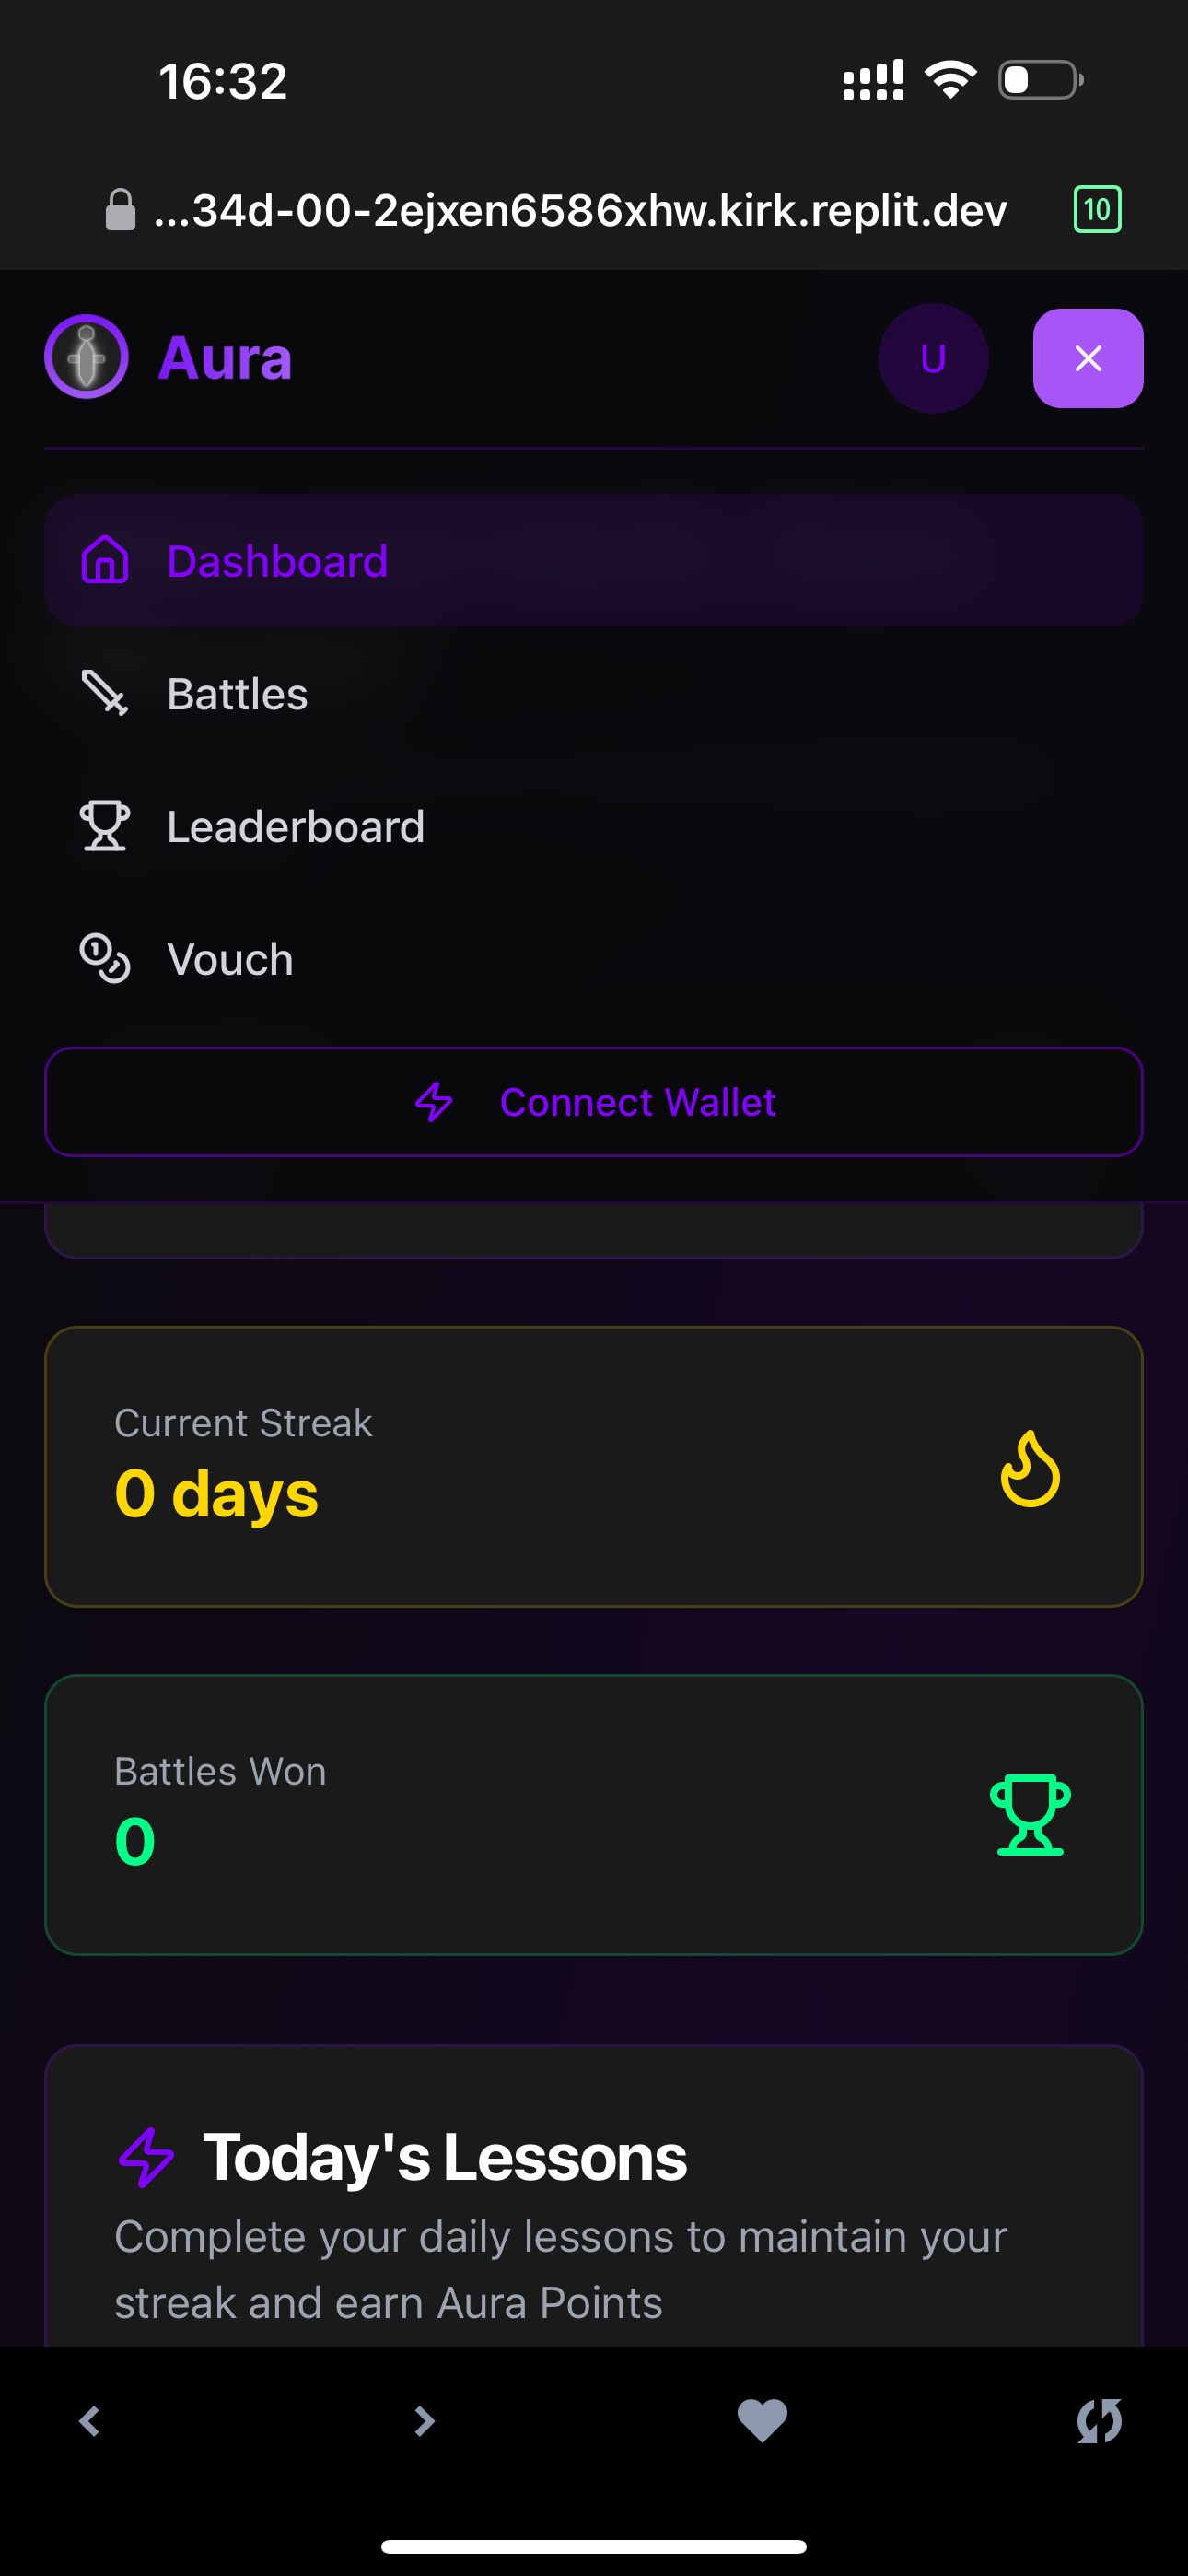 16:32
...34d-00-2ejxen6586xhw.kirk.replit.dev
10
Aura
U
Dashboard
Battles
Leaderboard
Vouch
Connect Wallet
Current Streak
0 days
Battles Won
0
Today's Lessons
Complete your daily lessons to maintain your
streak and earn Aura Points